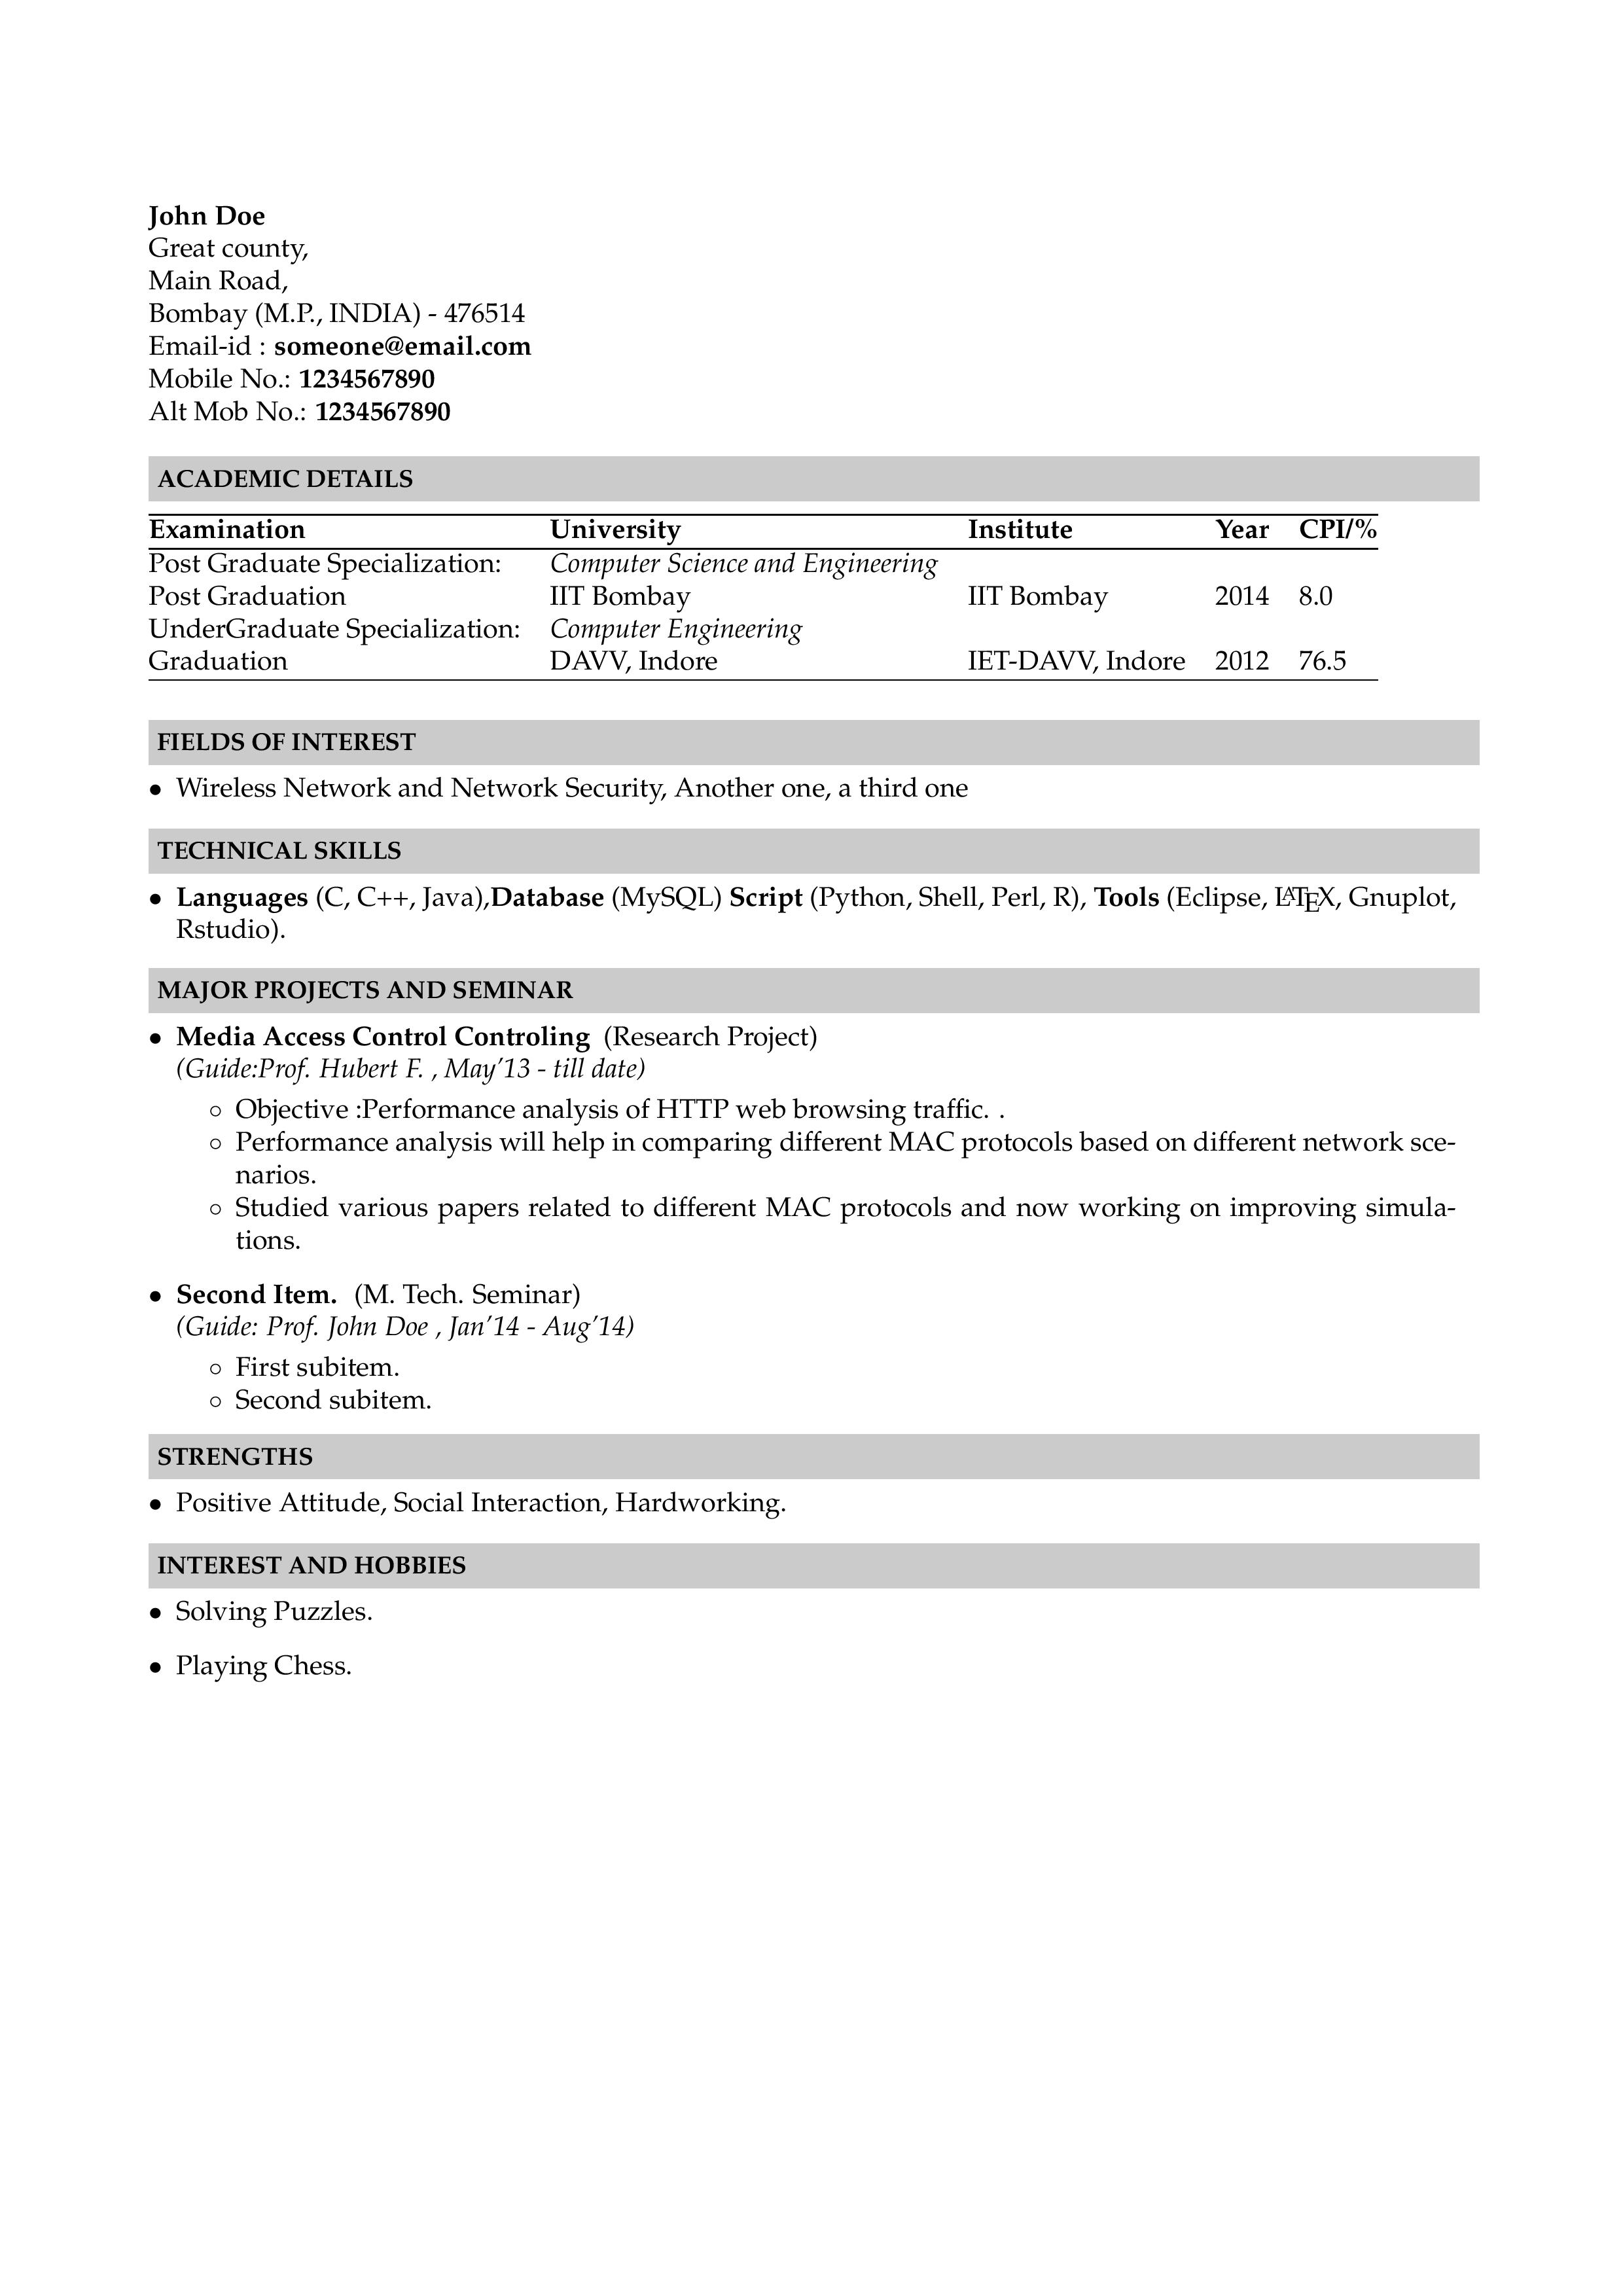 John Doe
Great county,
Main Road,
Bombay (M.P., INDIA) - 476514
Email-id : someone@email.com
Mobile No.: 1234567890
Alt Mob No.: 1234567890
ACADEMIC DETAILS
Examination University Institute Year CPI/%
Post Graduate Specialization: Computer Science and Engineering
Post Graduation IIT Bombay IIT Bombay 2014 8.0
UnderGraduate Specialization: Computer Engineering
Graduation DAVV, Indore IET-DAVV, Indore 2012 76.5
FIELDS OF INTEREST
• Wireless Network and Network Security, Another one, a third one
TECHNICAL SKILLS
• Languages (C, C++, Java),Database (MySQL) Script (Python, Shell, Perl, R), Tools (Eclipse, LATEX, Gnuplot,
Rstudio).
MAJOR PROJECTS AND SEMINAR
• Media Access Control Controling (Research Project)
(Guide:Prof. Hubert F. , May'13 - till date)
◦ Objective :Performance analysis of HTTP web browsing traffic. .
◦ Performance analysis will help in comparing different MAC protocols based on different network sce-
narios.
◦ Studied various papers related to different MAC protocols and now working on improving simula-
tions.
• Second Item. (M. Tech. Seminar)
(Guide: Prof. John Doe , Jan'14 - Aug'14)
◦ First subitem.
◦ Second subitem.
STRENGTHS
• Positive Attitude, Social Interaction, Hardworking.
INTEREST AND HOBBIES
• Solving Puzzles.
• Playing Chess.